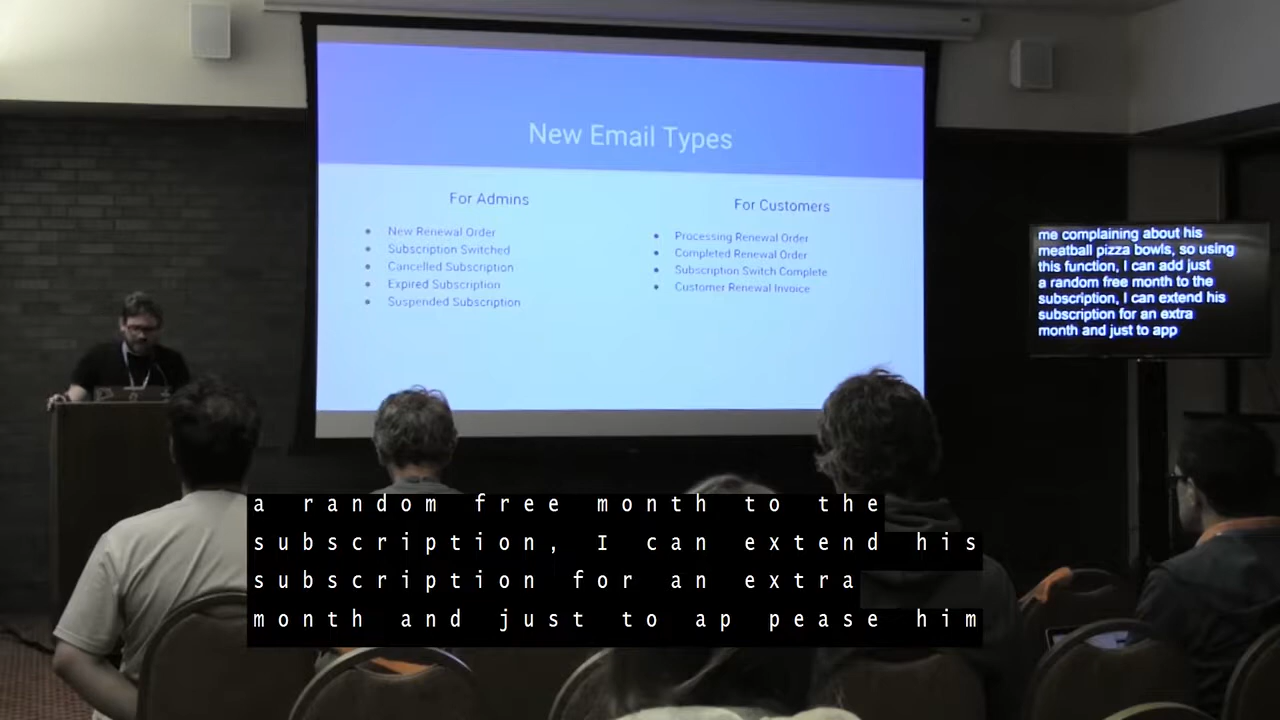 New Email Types
For Admins
New Renewal Order
Subscription Switched
Cancelled Subscription
Expired Subscription
Suspended Subscription
For Customers
Processing Renewal Order
Completed Renewal Order
Subscription Switch Complete
Customer Renewal Invoice
me complaining about his
meatball pizza bowls, so using
this function, I can add just
a random free month to the
subscription, I can extend his
subscription for an extra
month and just to app
a random free month to the
subscription, I can extend his
subscription for an extra
month and just to ap pease him